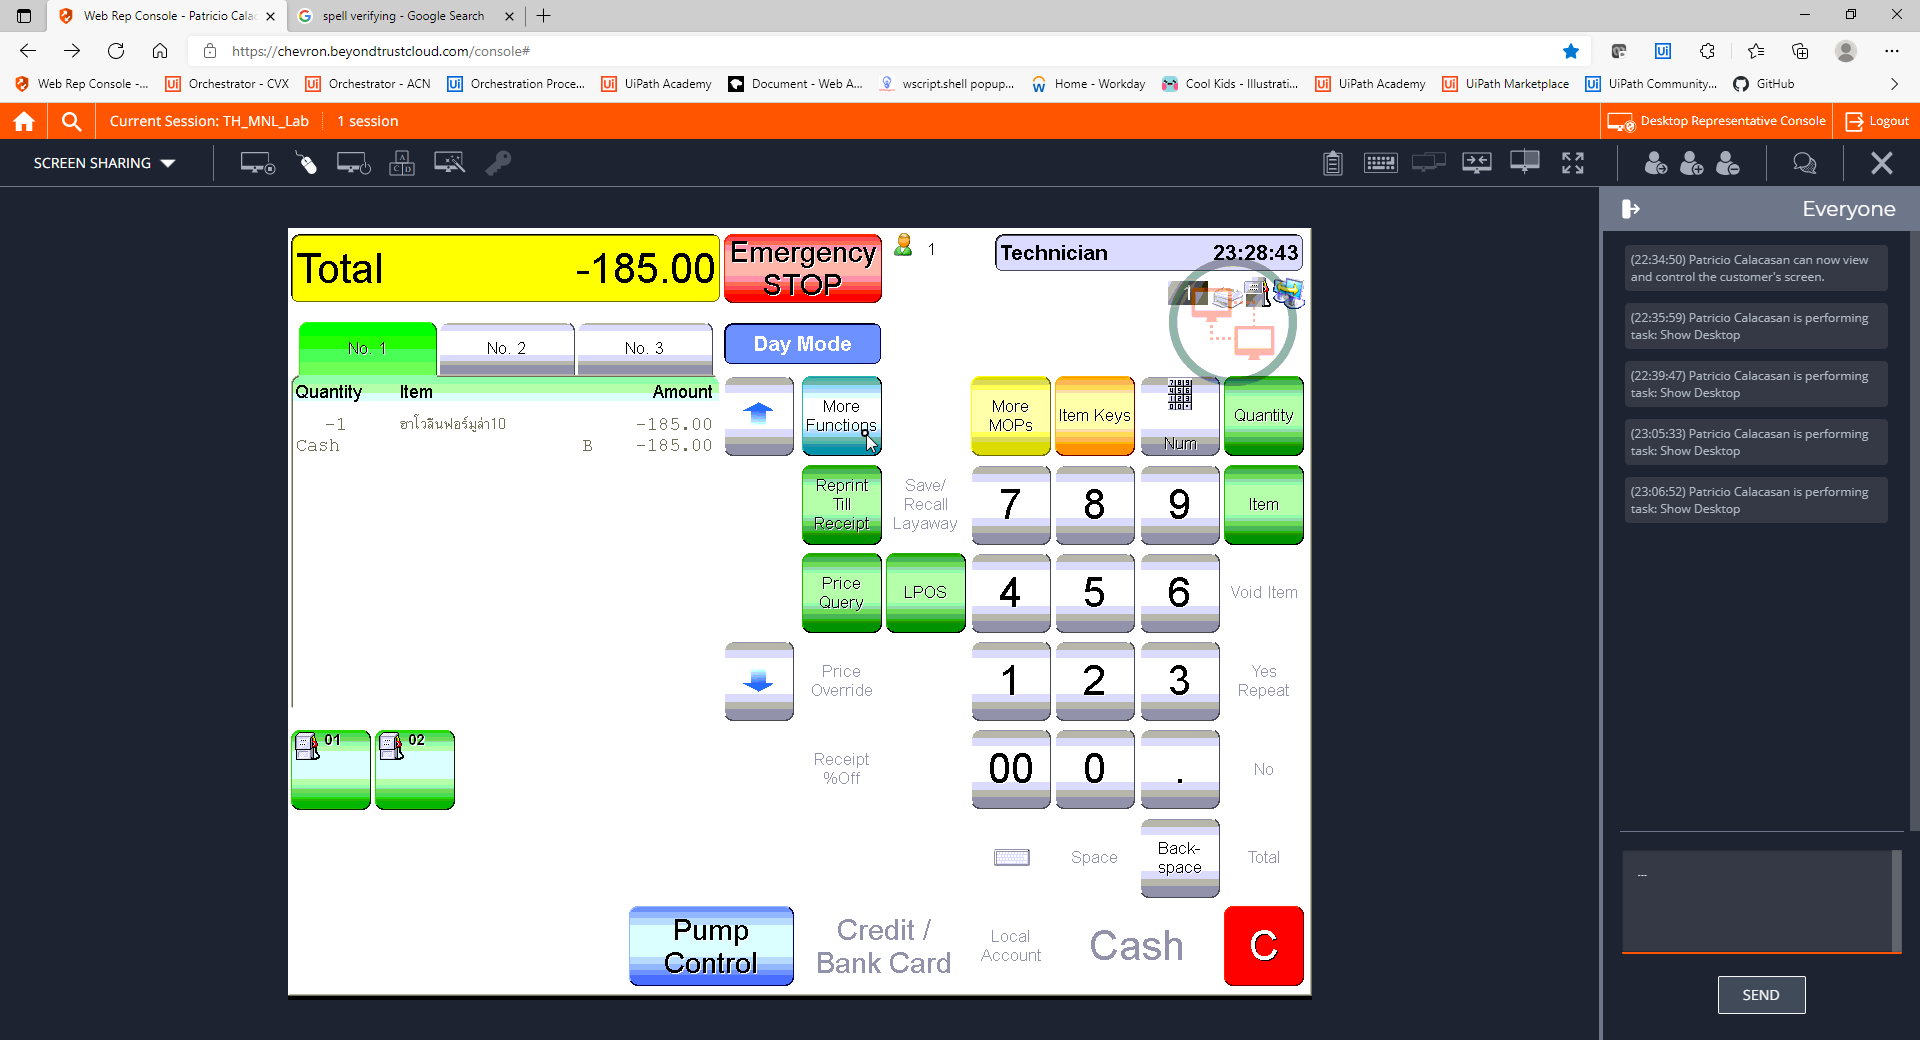 Web Rep Console - Patricio Cala
spell verifying - Google Search
https://chevron.beyondtrustcloud.com/console#
Web Rep Console -...
Orchestrator - CVX
Orchestrator - ACN
Orchestration Proce...
UiPath Academy
Document - Web A...
wscript.shell popup...
Home - Workday
Cool Kids - Illustrati...
UiPath Academy
UiPath Marketplace
UiPath Community...
GitHub
Current Session: TH_MNL_Lab
1 session
Desktop Representative Console
Logout
SCREEN SHARING
Everyone
(22:34:50) Patricio Calacasan can now view
and control the customer's screen.
(22:35:59) Patricio Calacasan is performing
task: Show Desktop
(22:39:47) Patricio Calacasan is performing
task: Show Desktop
(23:05:33) Patricio Calacasan is performing
task: Show Desktop
(23:06:52) Patricio Calacasan is performing
task: Show Desktop
---
SEND
Total -185.00
Emergency
STOP
1
Technician 23:28:43
1
No. 1
No. 2
No. 3
Day Mode
Quantity Item Amount
-1 ฮาโวลีนฟอร์มูล่า10 -185.00
Cash B -185.00
More
Functions
More
MOPs
Item Keys
Num
Quantity
Reprint
Till
Receipt
Save/
Recall
Layaway
7
8
9
Item
Price
Query
LPOS
4
5
6
Void Item
Price
Override
1
2
3
Yes
Repeat
01
02
Receipt
%Off
00
0
.
No
Space
Back-
space
Total
Pump
Control
Credit /
Bank Card
Local
Account
Cash
C